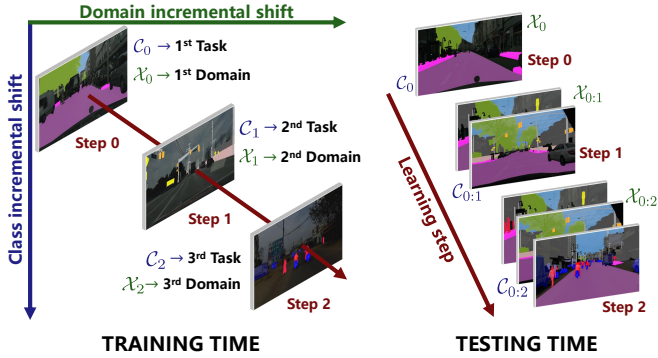 Domain incremental shift
Class incremental shift
𝒞₀ → 1ˢᵗ Task
𝒳₀ → 1ˢᵗ Domain
Step 0
𝒞₁ → 2ⁿᵈ Task
𝒳₁ → 2ⁿᵈ Domain
Step 1
𝒞₂ → 3ʳᵈ Task
𝒳₂ → 3ʳᵈ Domain
Step 2
TRAINING TIME
𝒳₀
𝒞₀
Step 0
𝒳₀:₁
Step 1
𝒞₀:₁
Learning step
𝒳₀:₂
𝒞₀:₂
Step 2
TESTING TIME